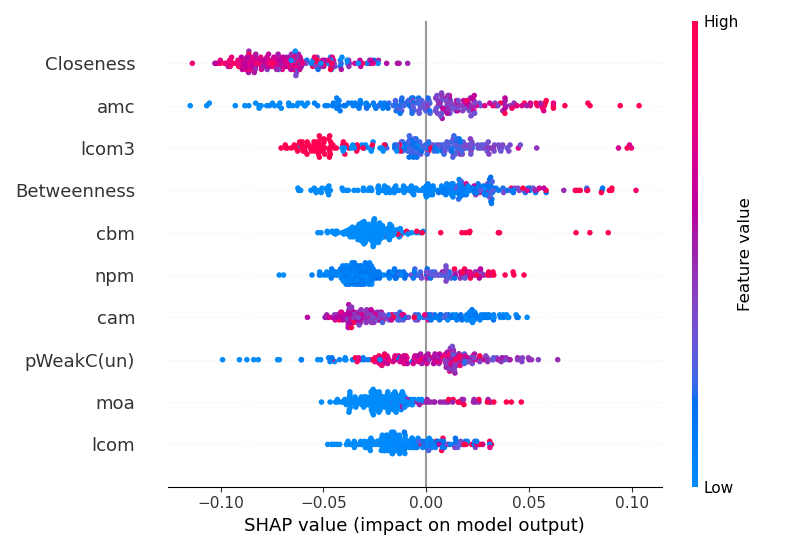 High
Closeness
amc
lcom3
Betweenness
cbm
npm
cam
pWeakC(un)
moa
lcom
Feature value
Low
−0.10 −0.05 0.00 0.05 0.10
SHAP value (impact on model output)